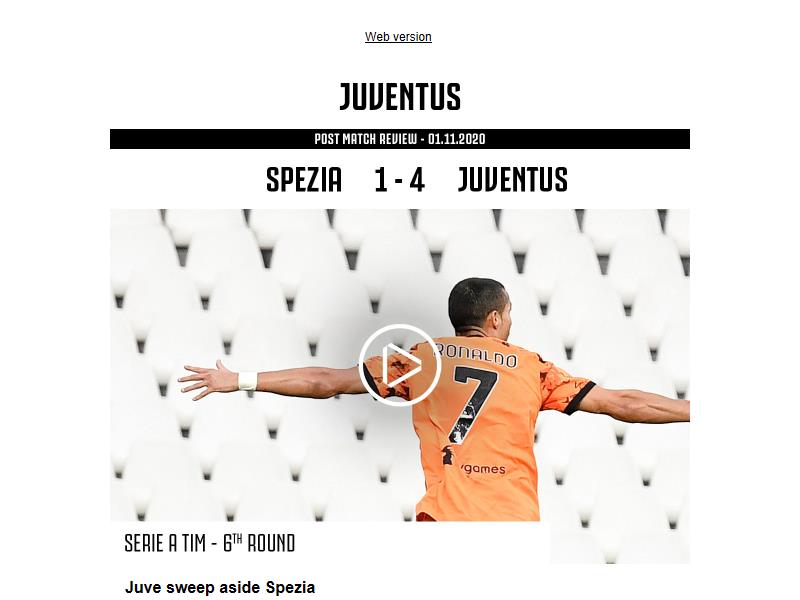 Web version
JUVENTUS
POST MATCH REVIEW - 01.11.2020
SPEZIA 1 - 4 JUVENTUS
RONALDO
7
games
SERIE A TIM - 6TH ROUND
Juve sweep aside Spezia